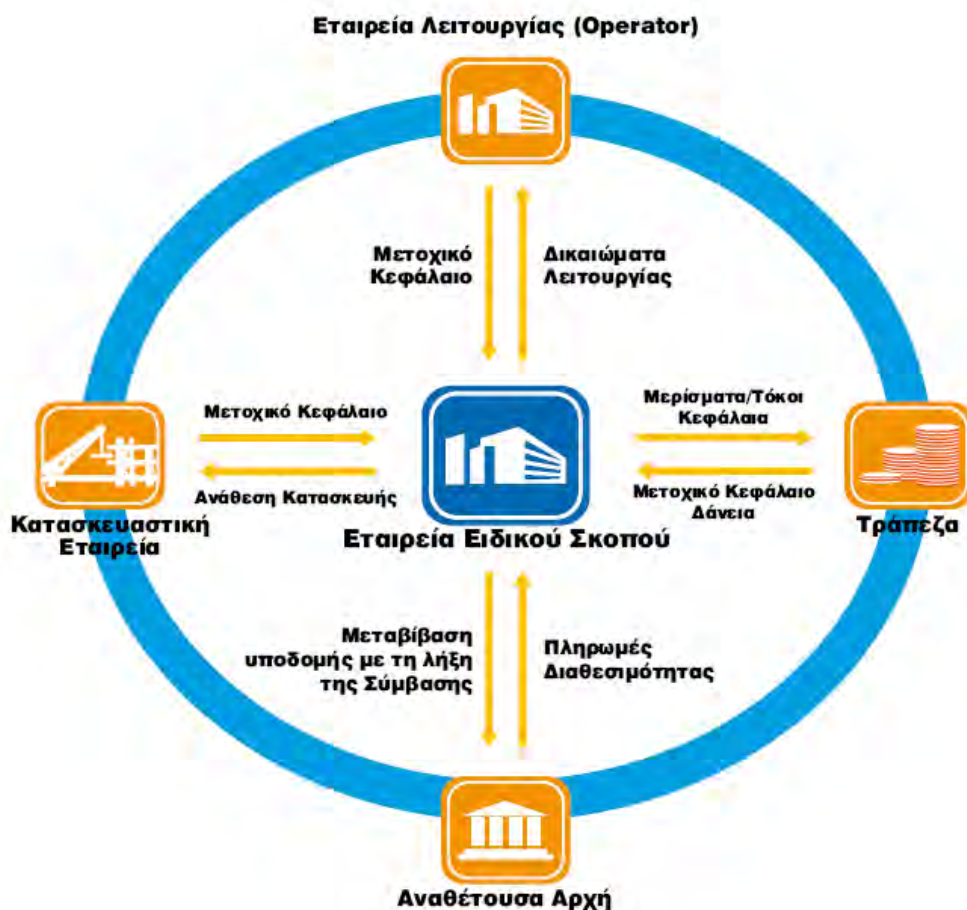 Εταιρεία Λειτουργίας (Operator)
Μετοχικό
Κεφάλαιο
Δικαιώματα
Λειτουργίας
Μετοχικό Κεφάλαιο
Ανάθεση Κατασκευής
Μερίσματα/Τόκοι
Κεφάλαια
Μετοχικό Κεφάλαιο
Δάνεια
Κατασκευαστική
Εταιρεία
Εταιρεία Ειδικού Σκοπού
Τράπεζα
Μεταβίβαση
υποδομής με τη λήξη
της Σύμβασης
Πληρωμές
Διαθεσιμότητας
Αναθέτουσα Αρχή